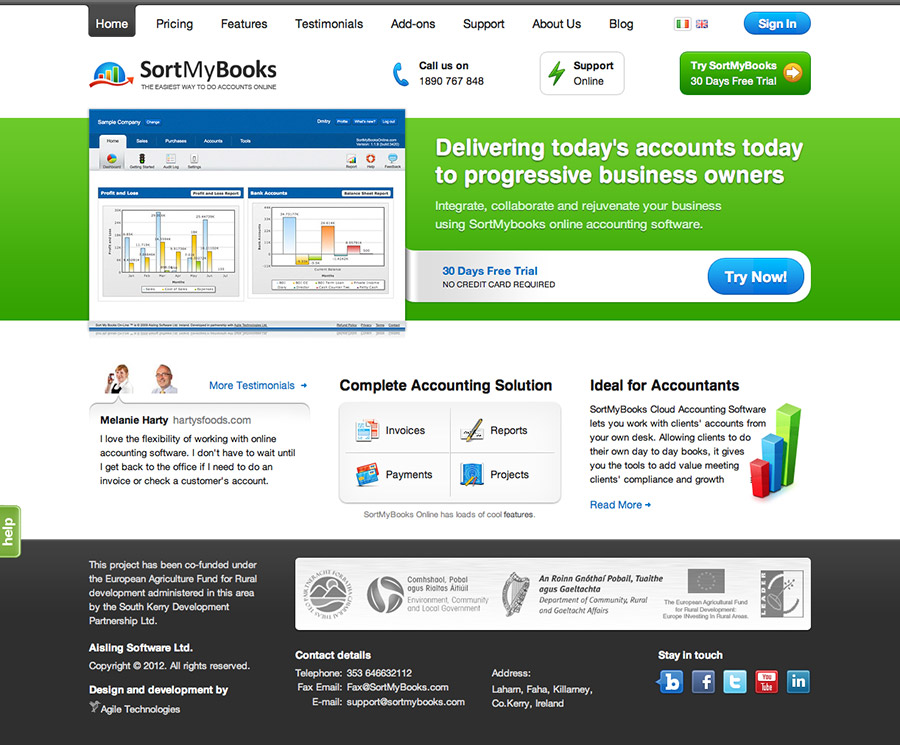 Home Pricing Features Testimonials Add-ons Support About Us Blog Sign In
SortMyBooks
THE EASIEST WAY TO DO ACCOUNTS ONLINE
Call us on
1890 767 848
Support
Online
Try SortMyBooks
30 Days Free Trial
Sample Company Change
Dmitry Profile What's new? Log out
Home Sales Purchases Accounts Tools
Dashboard Getting Started Audit Log Settings
Report Help Feedback
Profit and Loss Profit and Loss Report
Bank Accounts Balance Sheet Report
Delivering today's accounts today
to progressive business owners
Integrate, collaborate and rejuvenate your business
using SortMybooks online accounting software.
30 Days Free Trial
NO CREDIT CARD REQUIRED
Try Now!
More Testimonials
Melanie Harty hartysfoods.com
I love the flexibility of working with online
accounting software. I don't have to wait until
I get back to the office if I need to do an
invoice or check a customer's account.
Complete Accounting Solution
Invoices Reports
Payments Projects
SortMyBooks Online has loads of cool features.
Ideal for Accountants
SortMyBooks Cloud Accounting Software
lets you work with clients' accounts from
your own desk. Allowing clients to do
their own day to day books, it gives
you the tools to add value meeting
clients' compliance and growth
Read More
help
This project has been co-funded under
the European Agriculture Fund for Rural
development administered in this area
by the South Kerry Development
Partnership Ltd.
Aisling Software Ltd.
Copyright © 2012. All rights reserved.
Design and development by
Agile Technologies
Comhshaol, Pobal
agus Rialtas Áitiúil
Environment, Community
and Local Government
An Roinn Gnóthaí Pobail, Tuaithe
agus Gaeltachta
Department of Community, Rural
and Gaeltacht Affairs
The European Agricultural Fund
for Rural Development:
Europe INvesting In Rural Areas.
LEADER
Contact details
Telephone: 353 646632112
Fax Email: Fax@SortMyBooks.com
E-mail: support@sortmybooks.com
Address:
Laharn, Faha, Killarney,
Co.Kerry, Ireland
Stay in touch
b f t You Tube in